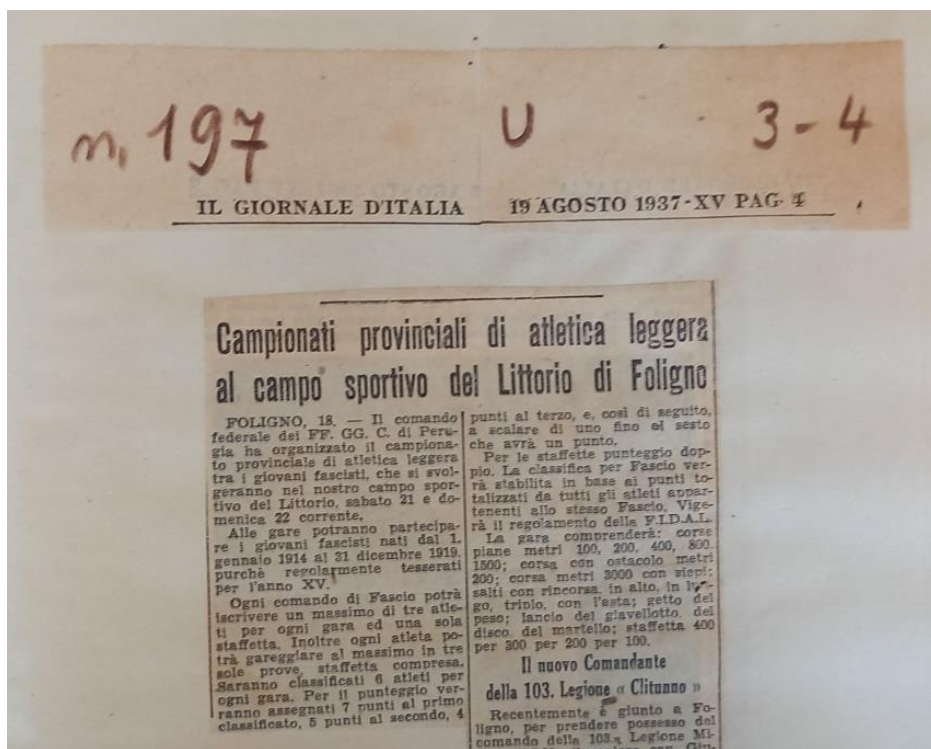 n. 197 U 3-4
IL GIORNALE D'ITALIA 19 AGOSTO 1937-XV PAG. 4
Campionati provinciali di atletica leggera
al campo sportivo del Littorio di Foligno
FOLIGNO, 18. — Il comando
federale dei FF. GG. C. di Peru-
gia ha organizzato il campiona-
to provinciale di atletica leggera
tra i giovani fascisti, che si svol-
geranno nel nostro campo spor-
tivo del Littorio, sabato 21 e do-
menica 22 corrente.
Alle gare potranno partecipa-
re i giovani fascisti nati dal 1.
gennaio 1914 al 31 dicembre 1919.
purchè regolarmente tesserati
per l'anno XV.
Ogni comando di Fascio potrà
iscrivere un massimo di tre atle-
ti per ogni gara ed una sola
staffetta. Inoltre ogni atleta po-
trà gareggiare al massimo in tre
sole prove, staffetta compresa.
Saranno classificati 6 atleti per
ogni gara. Per il punteggio ver-
ranno assegnati 7 punti al primo
classificato, 5 punti al secondo, 4
punti al terzo, e, così di seguito,
a scalare di uno fino al sesto
che avrà un punto.
Per le staffette punteggio dop-
pio. La classifica per Fascio ver-
rà stabilita in base ai punti to-
talizzati da tutti gli atleti appar-
tenenti allo stesso Fascio. Vige-
rà il regolamento della F.I.D.A.L.
La gara comprenderà: corse
piane metri 100, 200, 400, 800,
1500; corsa con ostacolo metri
200; corsa metri 3000 con siepi;
salti con rincorsa, in alto, in lun-
go, triplo, con l'asta; getto del
peso; lancio del giavellotto, del
disco, del martello; staffetta 400
per 300 per 200 per 100.
Il nuovo Comandante
della 103. Legione « Clitunno »
Recentemente è giunto a Fo-
ligno, per prendere possesso del
comando della 103.a Legione Mi-